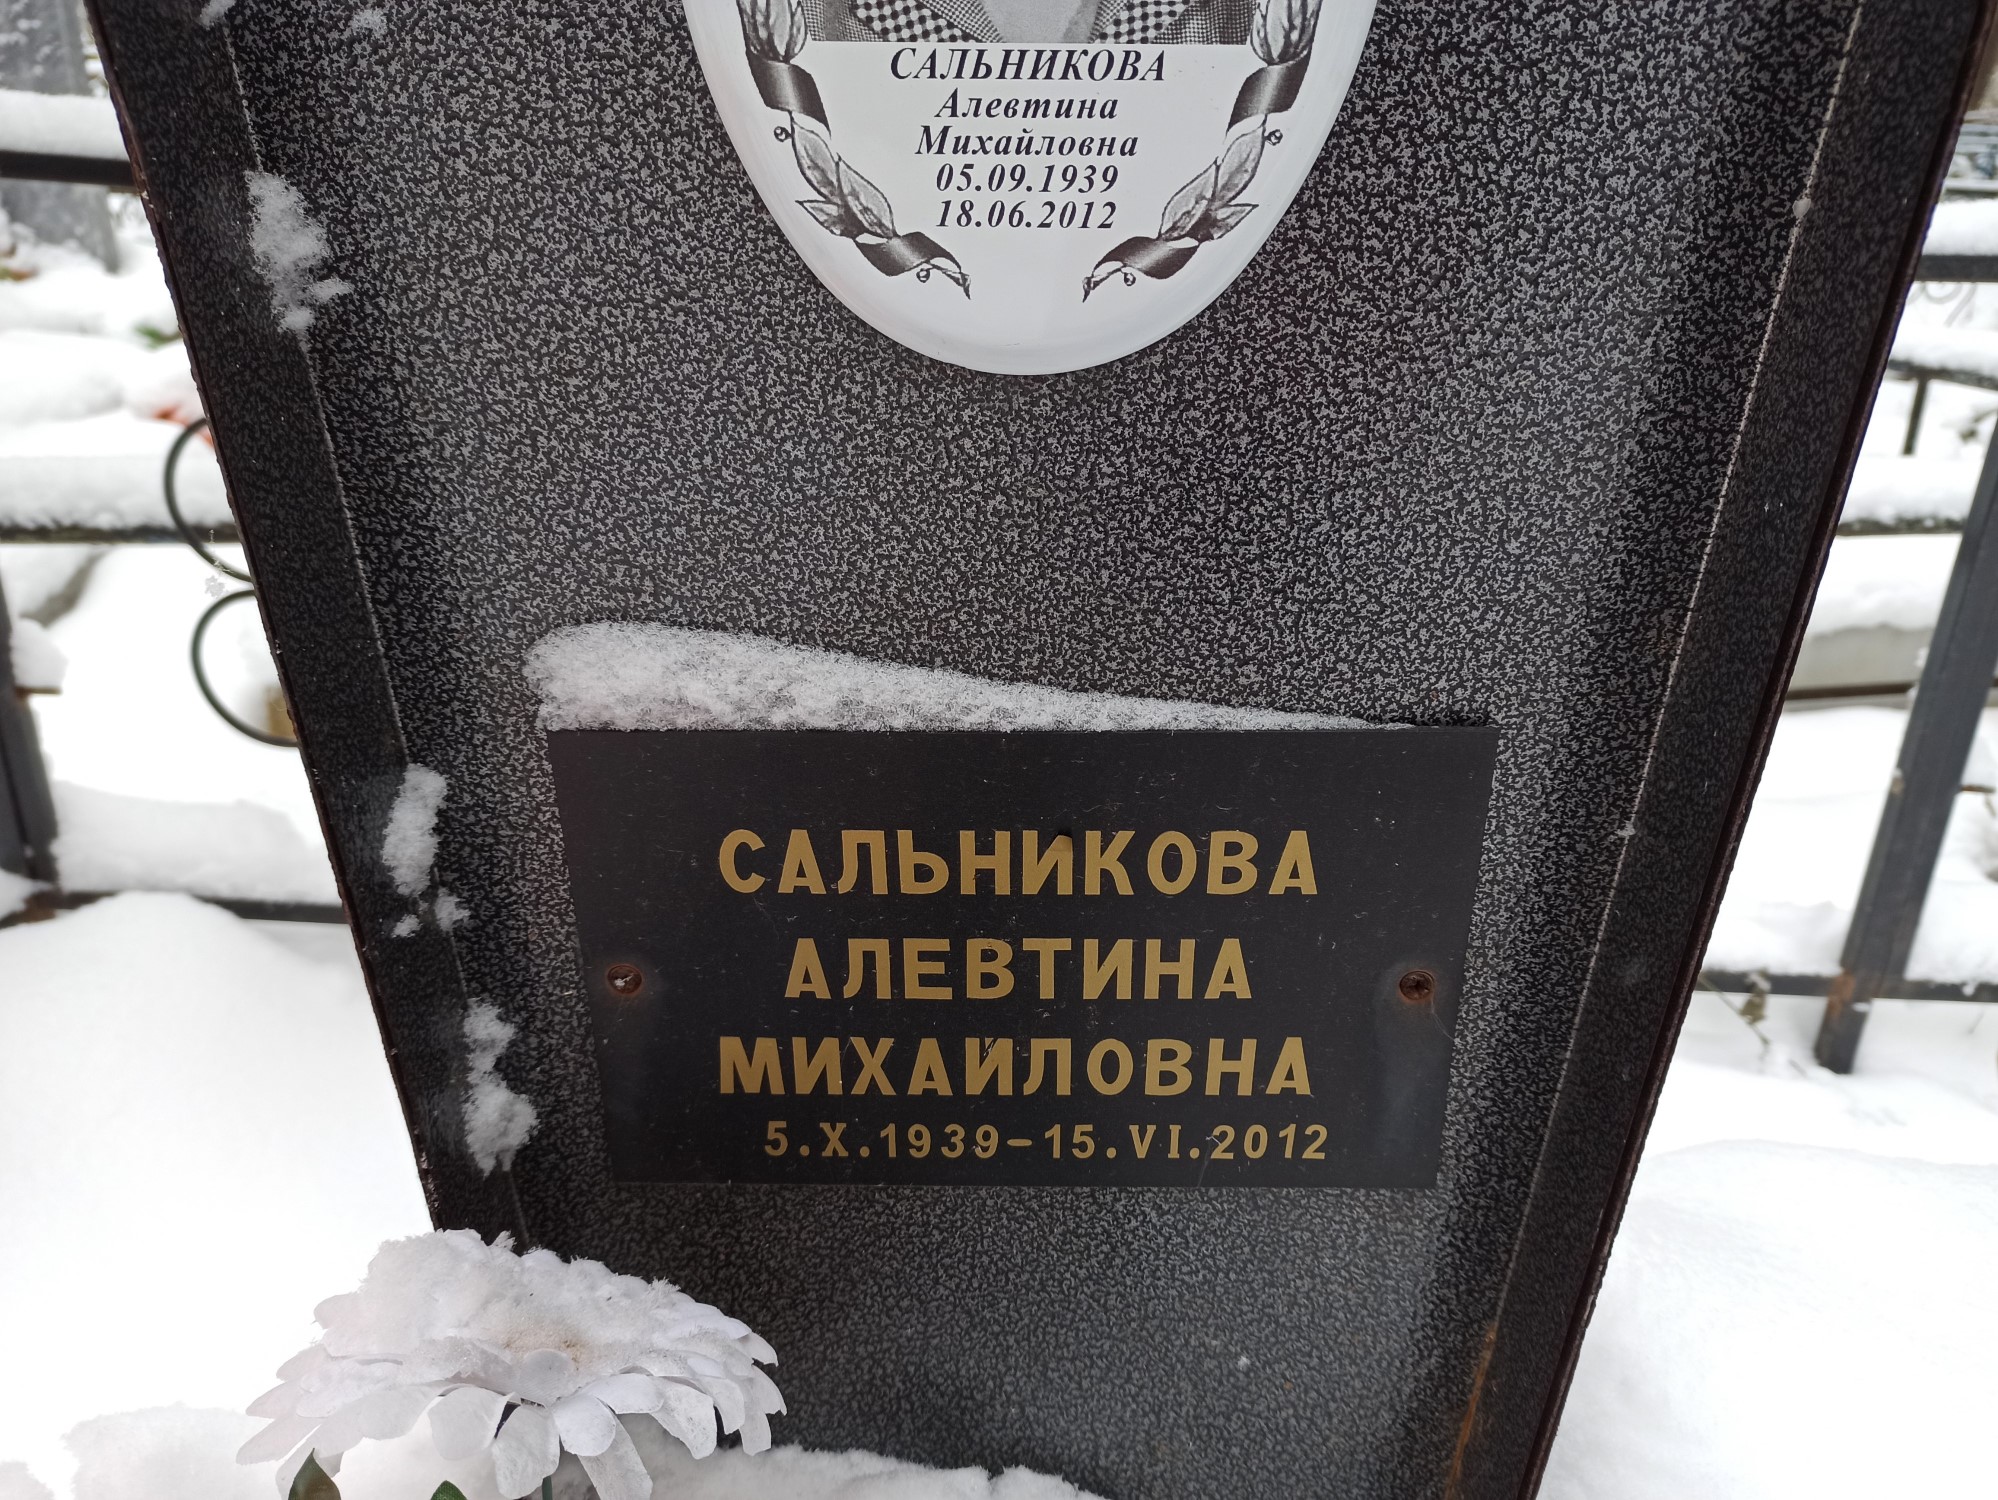 САЛЬНИКОВА
Алевтина
Михайловна
05.09.1939
18.06.2012
САЛЬНИКОВА
АЛЕВТИНА
МИХАЙЛОВНА
5.X.1939-15.VI.2012